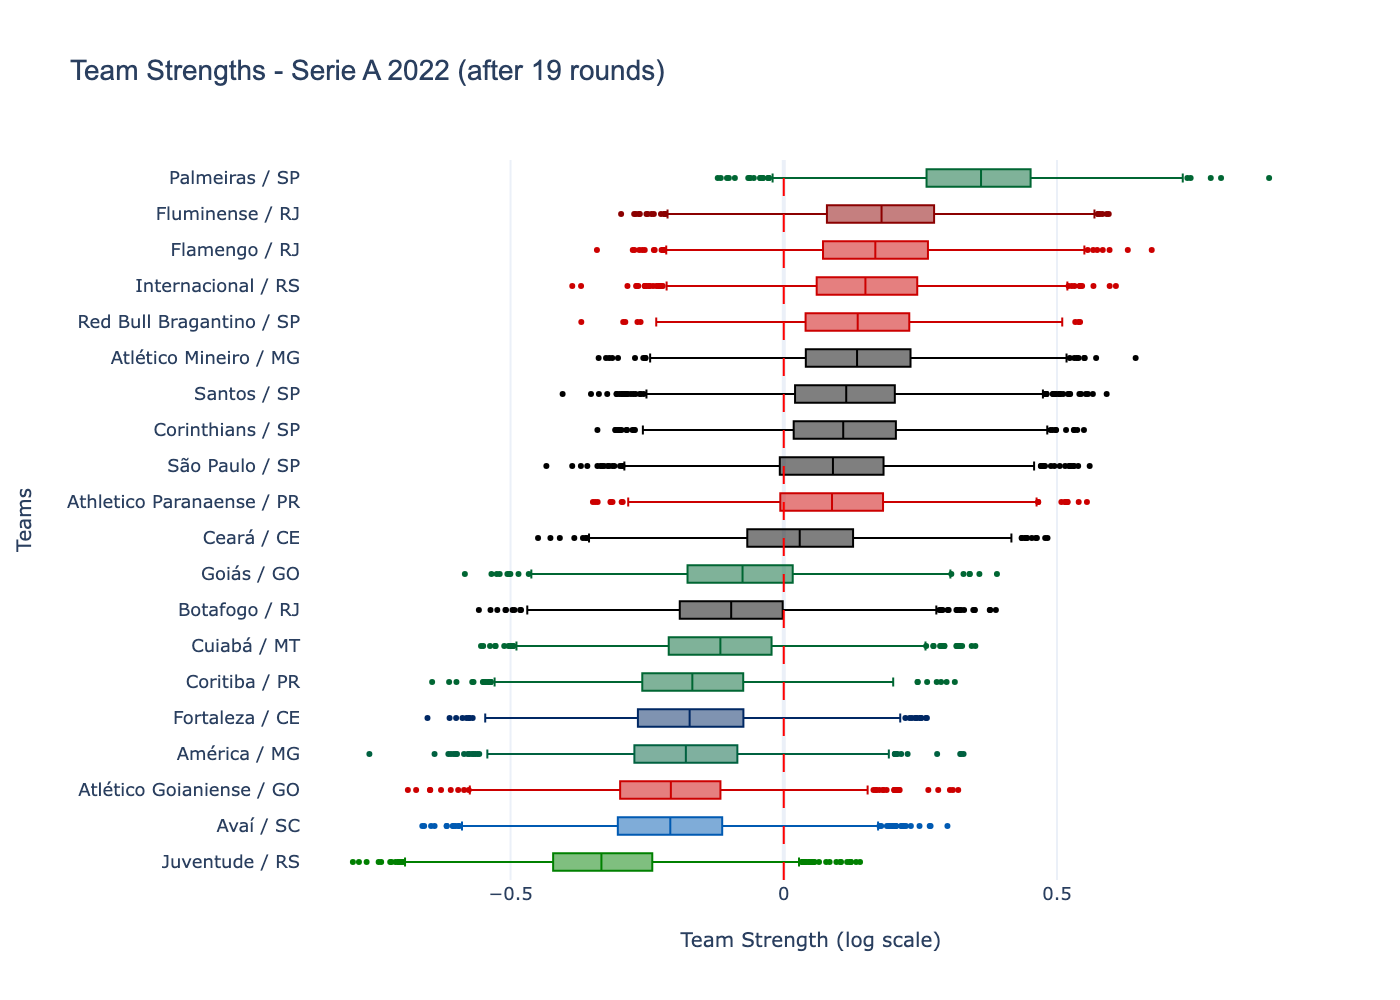 Team Strengths - Serie A 2022 (after 19 rounds)
Palmeiras / SP
Fluminense / RJ
Flamengo / RJ
Internacional / RS
Red Bull Bragantino / SP
Atlético Mineiro / MG
Santos / SP
Corinthians / SP
São Paulo / SP
Athletico Paranaense / PR
Ceará / CE
Goiás / GO
Botafogo / RJ
Cuiabá / MT
Coritiba / PR
Fortaleza / CE
América / MG
Atlético Goianiense / GO
Avaí / SC
Juventude / RS
Teams
−0.5 0 0.5
Team Strength (log scale)